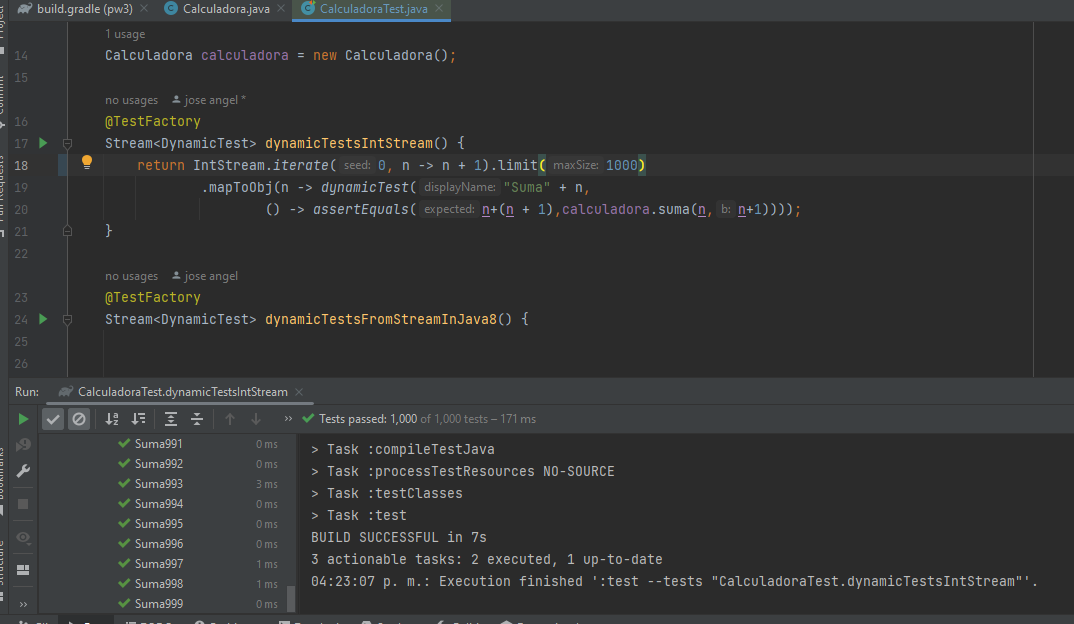 build.gradle (pw3) Calculadora.java CalculadoraTest.java
1 usage
14 Calculadora calculadora = new Calculadora();
15
no usages jose angel *
16 @TestFactory
17 Stream<DynamicTest> dynamicTestsIntStream() {
18 return IntStream.iterate( seed: 0, n -> n + 1).limit( maxSize: 1000)
19 .mapToObj(n -> dynamicTest( displayName: "Suma" + n,
20 () -> assertEquals( expected: n+(n + 1),calculadora.suma(n, b: n+1))));
21 }
22
no usages jose angel
23 @TestFactory
24 Stream<DynamicTest> dynamicTestsFromStreamInJava8() {
25
26
Run: CalculadoraTest.dynamicTestsIntStream
Tests passed: 1,000 of 1,000 tests – 171 ms
Suma991 0 ms
Suma992 0 ms
Suma993 3 ms
Suma994 0 ms
Suma995 0 ms
Suma996 0 ms
Suma997 1 ms
Suma998 1 ms
Suma999 0 ms
> Task :compileTestJava
> Task :processTestResources NO-SOURCE
> Task :testClasses
> Task :test
BUILD SUCCESSFUL in 7s
3 actionable tasks: 2 executed, 1 up-to-date
04:23:07 p. m.: Execution finished ':test --tests "CalculadoraTest.dynamicTestsIntStream"'.